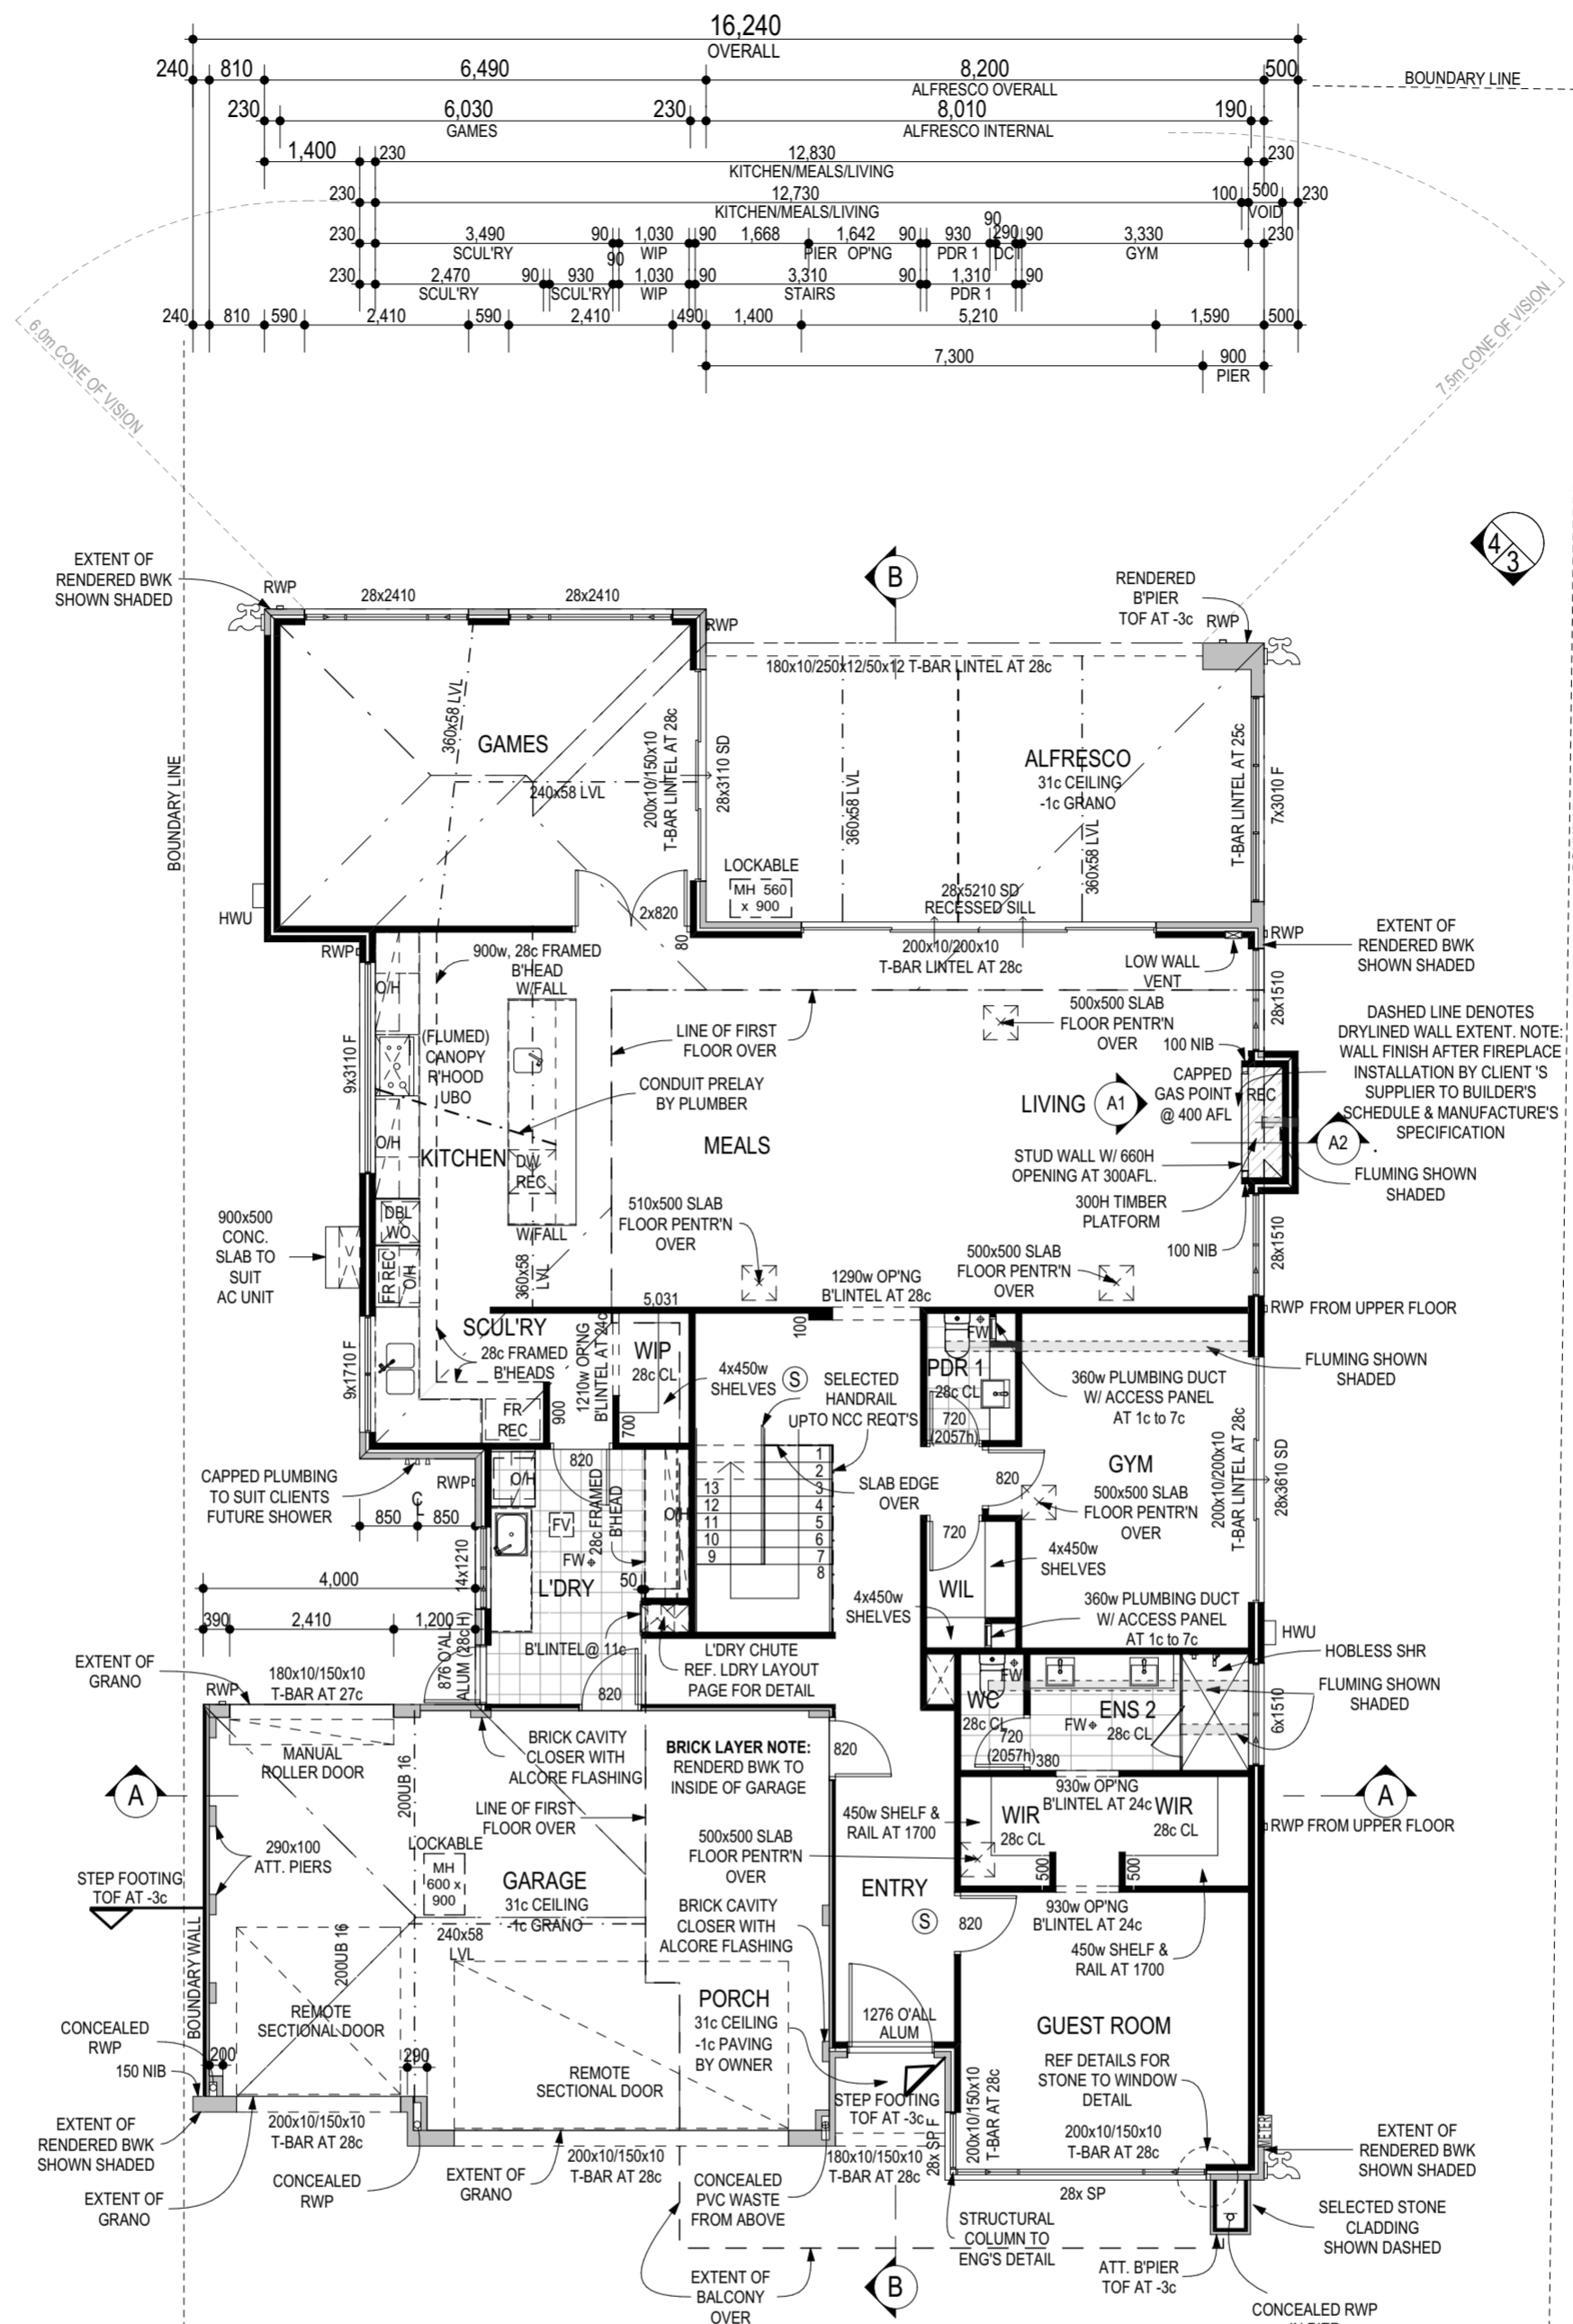 16,240
OVERALL
240 810 6,490 8,200 500
ALFRESCO OVERALL
BOUNDARY LINE
230 6,030 230 8,010 190
GAMES ALFRESCO INTERNAL
1,400 230 12,830 230
KITCHEN/MEALS/LIVING
230 12,730 100 500 230
KITCHEN/MEALS/LIVING VOID
90
230 3,490 90 1,030 90 1,668 1,642 90 930 290 90 3,330 230
SCUL'RY WIP PIER OP'NG PDR 1 GYM
90
230 2,470 90 930 1,030 90 3,310 90 1,310 90
SCUL'RY SCUL'RY WIP STAIRS PDR 1
240 810 590 2,410 590 2,410 490 1,400 5,210 1,590 500
7,300 900
PIER
6.0m CONE OF VISION
7.5m CONE OF VISION
4
3
EXTENT OF
RENDERED BWK
SHOWN SHADED
RWP
28x2410
28x2410
RWP
B
RENDERED
B'PIER
TOF AT -3c
RWP
180x10/250x12/50x12 T-BAR LINTEL AT 28c
BOUNDARY LINE
360x58 LVL
GAMES
240x58 LVL
200x10/150x10
T-BAR LINTEL AT 28c
28x3110 SD
360x58 LVL
ALFRESCO
31c CEILING
-1c GRANO
360x58 LVL
T-BAR LINTEL AT 25c
7x3010 F
LOCKABLE
MH 560
x 900
28x5210 SD
RECESSED SILL
HWU
2x820
80
RWP
900w, 28c FRAMED
B'HEAD
W/FALL
200x10/200x10
T-BAR LINTEL AT 28c
LOW WALL
VENT
RWP
EXTENT OF
RENDERED BWK
SHOWN SHADED
28x1510
O/H
(FLUMED)
CANOPY
R'HOOD
UBO
9x3110 F
LINE OF FIRST
FLOOR OVER
500x500 SLAB
FLOOR PENTR'N
OVER
100 NIB
DASHED LINE DENOTES
DRYLINED WALL EXTENT. NOTE:
WALL FINISH AFTER FIREPLACE
INSTALLATION BY CLIENT 'S
SUPPLIER TO BUILDER'S
SCHEDULE & MANUFACTURE'S
SPECIFICATION
CONDUIT PRELAY
BY PLUMBER
LIVING
A1
CAPPED
GAS POINT
@ 400 AFL
REC
O/H
KITCHEN
DW
REC
MEALS
A2
STUD WALL W/ 660H
OPENING AT 300AFL.
FLUMING SHOWN
SHADED
300H TIMBER
PLATFORM
900x500
CONC.
SLAB TO
SUIT
AC UNIT
DBL
WO
W/FALL
510x500 SLAB
FLOOR PENTR'N
OVER
500x500 SLAB
FLOOR PENTR'N
OVER
100 NIB
28x1510
FR REC
O/H
360x58
LVL
5,031
1290w OP'NG
B'LINTEL AT 28c
RWP FROM UPPER FLOOR
SCUL'RY
28c FRAMED
B'HEADS
9x1710 F
1210w OP'NG
B'LINTEL AT 24c
WIP
28c CL
100
FW
PDR 1
28c CL
FLUMING SHOWN
SHADED
4x450w
SHELVES
S
SELECTED
HANDRAIL
TO NCC REQT'S
UP
360w PLUMBING DUCT
W/ ACCESS PANEL
AT 1c to 7c
FR
REC
900
700
720
(2057h)
1
2
3
4
5
6
7
8
13
12
11
10
9
SLAB EDGE
OVER
820
GYM
500x500 SLAB
FLOOR PENTR'N
OVER
200x10/200x10
T-BAR LINTEL AT 28c
28x3610 SD
CAPPED PLUMBING
TO SUIT CLIENTS
FUTURE SHOWER
RWP
O/H
820
FV
28c FRAMED
B'HEAD
O/H
850 850
FW
L'DRY
50
14x1210
720
4x450w
SHELVES
WIL
4x450w
SHELVES
360w PLUMBING DUCT
W/ ACCESS PANEL
AT 1c to 7c
4,000
390 2,410 1,200
876 O'ALL
ALUM (28c H)
B'LINTEL@ 11c
L'DRY CHUTE
REF. LDRY LAYOUT
PAGE FOR DETAIL
HWU
HOBLESS SHR
EXTENT OF
GRANO
RWP
180x10/150x10
T-BAR AT 27c
820
FW
WC
28c CL
720
(2057h)
380
ENS 2
28c CL
FW
6x1510
FLUMING SHOWN
SHADED
MANUAL
ROLLER DOOR
BRICK CAVITY
CLOSER WITH
ALCORE FLASHING
BRICK LAYER NOTE:
RENDERD BWK TO
INSIDE OF GARAGE
820
A
200UB 16
LINE OF FIRST
FLOOR OVER
930w OP'NG
B'LINTEL AT 24c
WIR
28c CL
WIR
28c CL
A
RWP FROM UPPER FLOOR
450w SHELF &
RAIL AT 1700
290x100
ATT. PIERS
LOCKABLE
MH
600 x
900
500x500 SLAB
FLOOR PENTR'N
OVER
GARAGE
31c CEILING
-1c GRANO
STEP FOOTING
TOF AT -3c
ENTRY
S
500
500
820
930w OP'NG
B'LINTEL AT 24c
BRICK CAVITY
CLOSER WITH
ALCORE FLASHING
240x58
LVL
450w SHELF &
RAIL AT 1700
200UB 16
BOUNDARY WALL
REMOTE
SECTIONAL DOOR
PORCH
31c CEILING
-1c PAVING
BY OWNER
1276 O'ALL
ALUM
GUEST ROOM
REF DETAILS FOR
STONE TO WINDOW
DETAIL
CONCEALED
RWP
150 NIB
200
290
REMOTE
SECTIONAL DOOR
STEP FOOTING
TOF AT -3c
200x10/150x10
T-BAR AT 28c
EXTENT OF
RENDERED BWK
SHOWN SHADED
200x10/150x10
T-BAR AT 28c
200x10/150x10
T-BAR AT 28c
180x10/150x10
T-BAR AT 28c
28x SP F
200x10/150x10
T-BAR AT 28c
EXTENT OF
RENDERED BWK
SHOWN SHADED
28x SP
EXTENT OF
GRANO
CONCEALED
RWP
EXTENT OF
GRANO
CONCEALED
PVC WASTE
FROM ABOVE
STRUCTURAL
COLUMN TO
ENG'S DETAIL
SELECTED STONE
CLADDING
SHOWN DASHED
EXTENT OF
BALCONY
OVER
B
ATT. B'PIER
TOF AT -3c
CONCEALED RWP